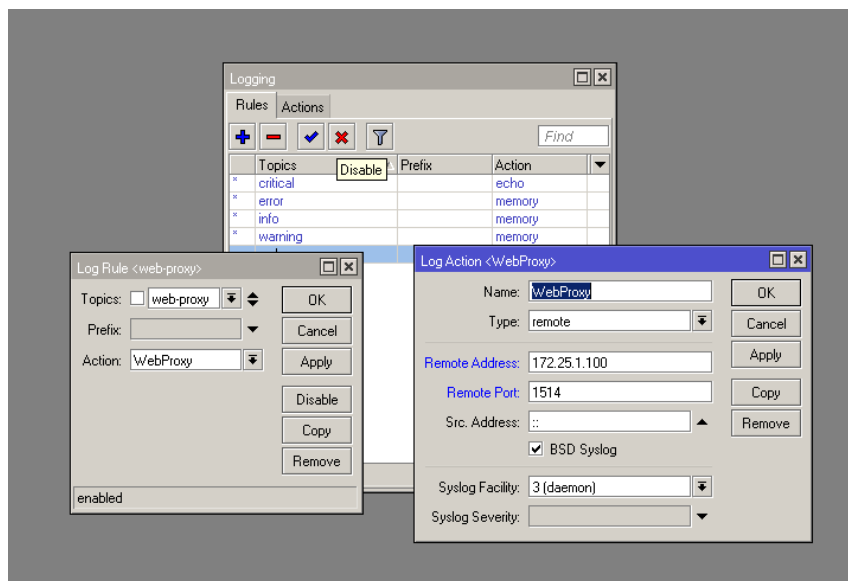 Logging
Rules Actions
Find
Topics Prefix Action
Disable
critical echo
error memory
info memory
warning memory
Log Rule <web-proxy>
Topics: web-proxy OK
Prefix: Cancel
Action: WebProxy Apply
Disable
Copy
Remove
enabled
Log Action <WebProxy>
Name: WebProxy OK
Type: remote Cancel
Remote Address: 172.25.1.100 Apply
Remote Port: 1514 Copy
Src. Address: :: Remove
BSD Syslog
Syslog Facility: 3 (daemon)
Syslog Severity: